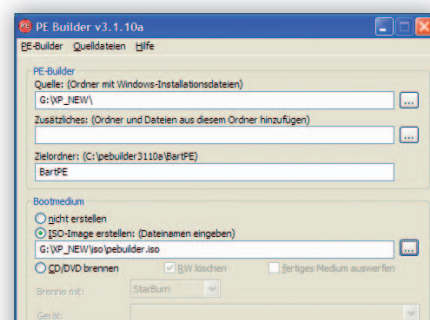 PE Builder v3.1.10a
PE-Builder Quelldateien Hilfe
PE-Builder
Quelle: (Ordner mit Windows-Installationsdateien)
G:\XP_NEW\
...
Zusätzliches: (Ordner und Dateien aus diesem Ordner hinzufügen)
...
Zielordner: (C:\pebuilder3110a\BartPE)
BartPE
Bootmedium
nicht erstellen
ISO-Image erstellen: (Dateinamen eingeben)
G:\XP_NEW\iso\pebuilder.iso
...
CD/DVD brennen RW löschen fertiges Medium auswerfen
Brenne mit: StarBurn
Gerät: